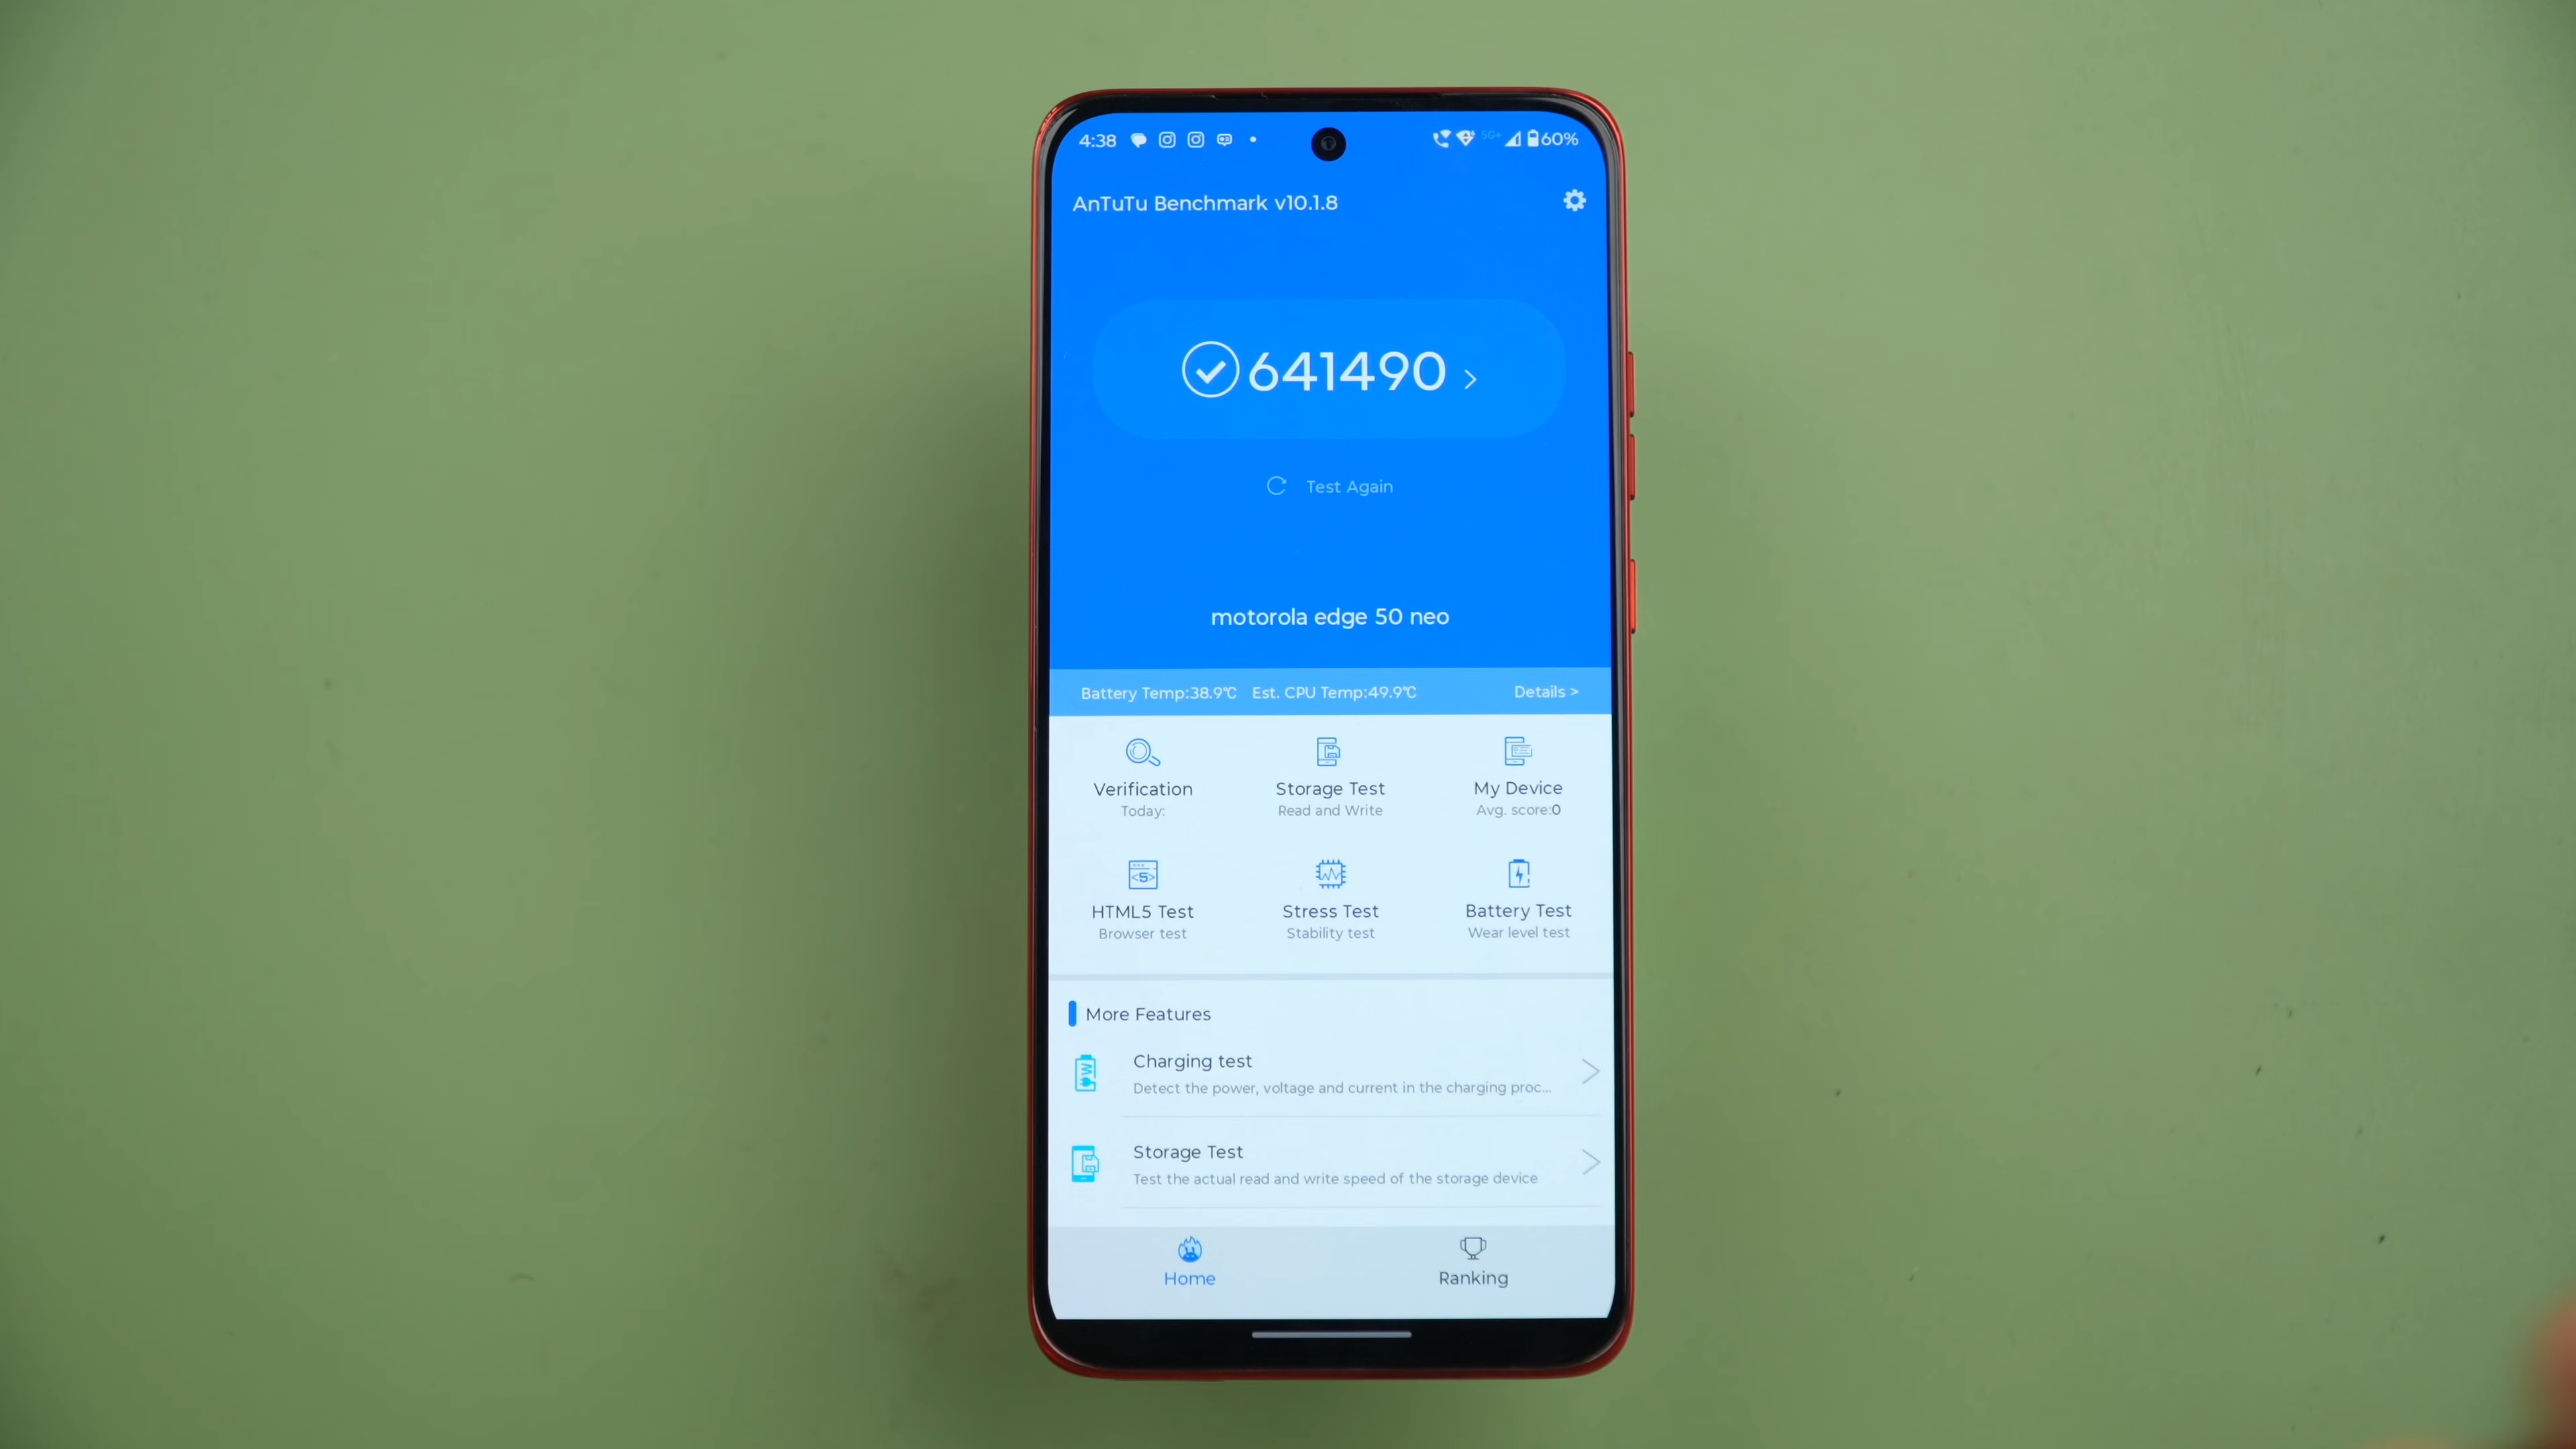 4:38 5G+ 60%
AnTuTu Benchmark v10.1.8
641490 >
Test Again
motorola edge 50 neo
Battery Temp:38.9℃ Est. CPU Temp:49.9℃ Details >
Verification Storage Test My Device
Today: Read and Write Avg. score:0
<5>
HTML5 Test Stress Test Battery Test
Browser test Stability test Wear level test
More Features
W
Charging test
Detect the power, voltage and current in the charging proc...
Storage Test
Test the actual read and write speed of the storage device
Home Ranking